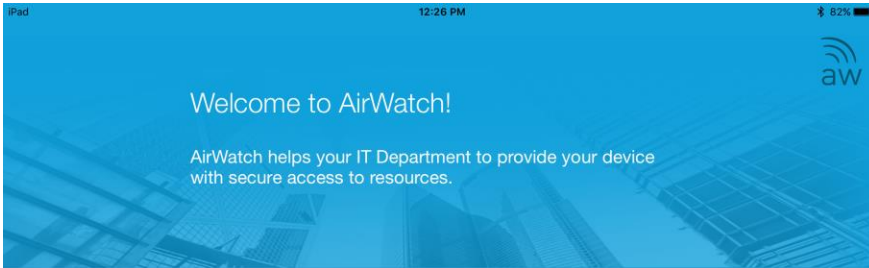 iPad 12:26 PM 82%
aw
Welcome to AirWatch!
AirWatch helps your IT Department to provide your device
with secure access to resources.